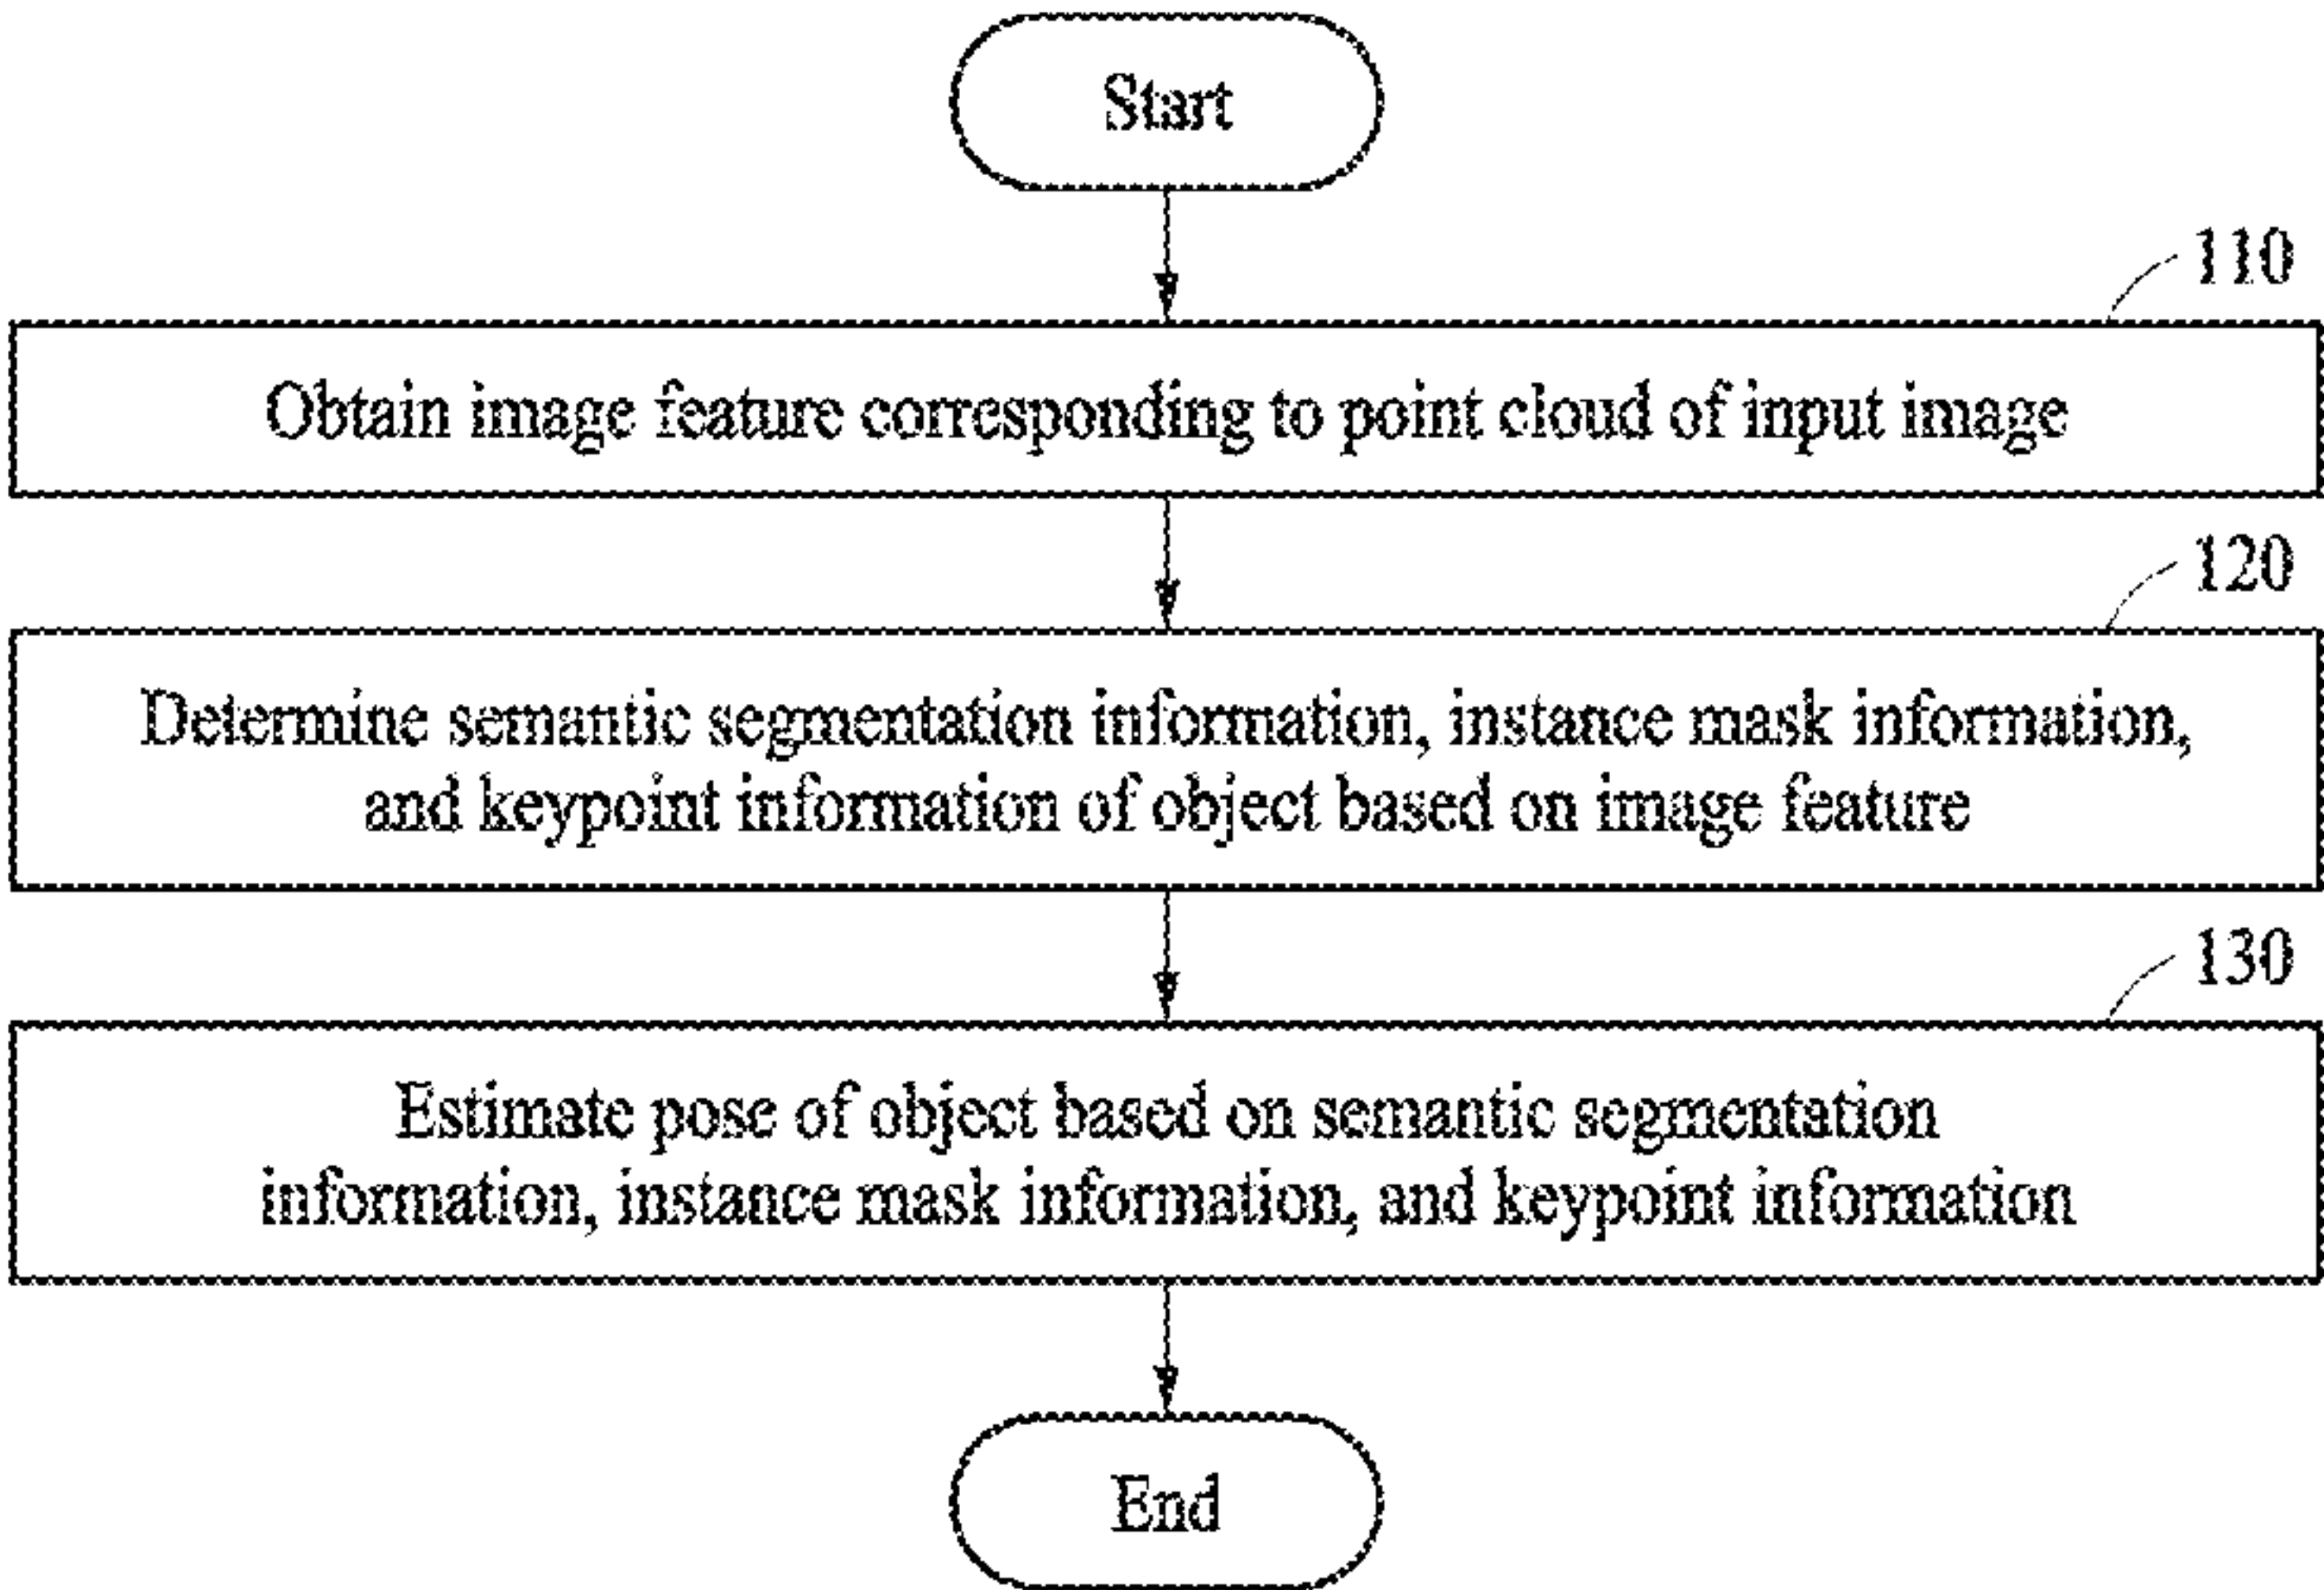 Start
110
Obtain image feature corresponding to point cloud of input image
120
Determine semantic segmentation information, instance mask information,
and keypoint information of object based on image feature
130
Estimate pose of object based on semantic segmentation
information, instance mask information, and keypoint information
End